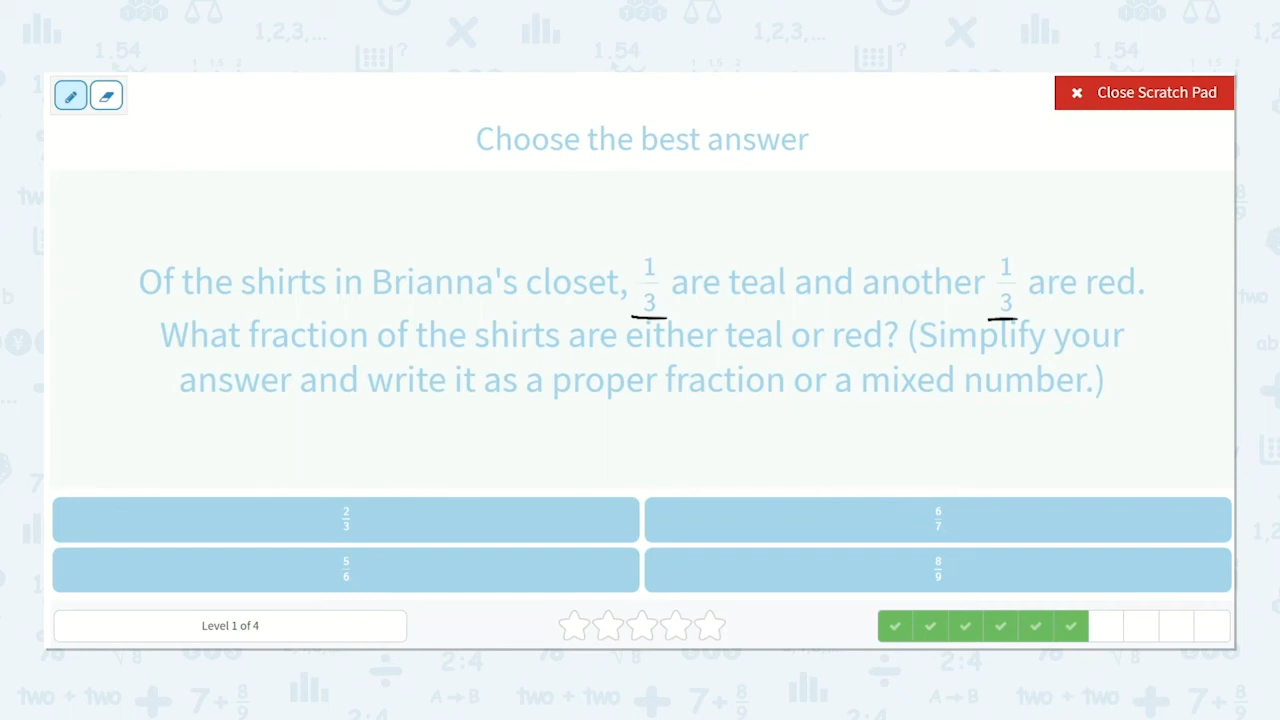 Close Scratch Pad
Choose the best answer
Of the shirts in Brianna's closet, 1/3 are teal and another 1/3 are red.
What fraction of the shirts are either teal or red? (Simplify your
answer and write it as a proper fraction or a mixed number.)
2/3
6/7
5/6
8/9
Level 1 of 4